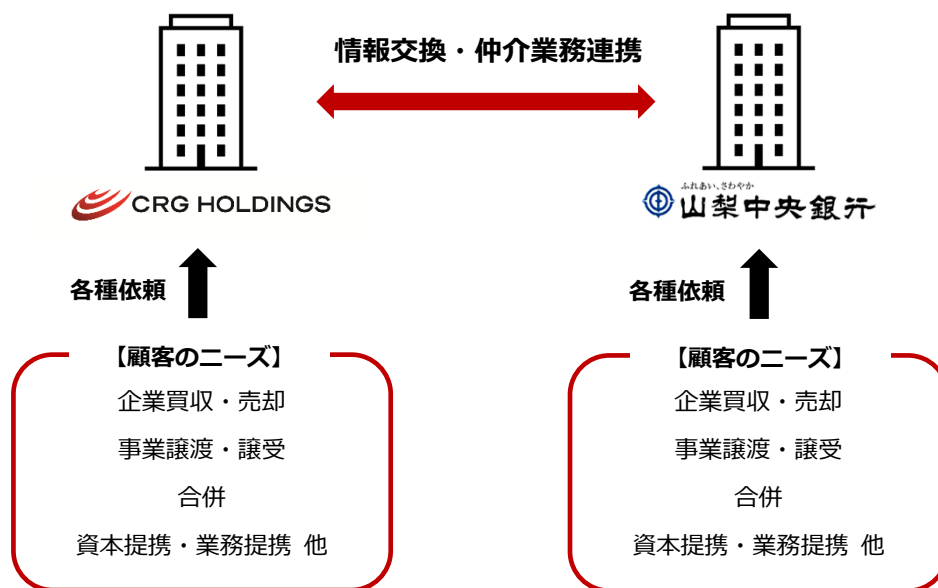 情報交換・仲介業務連携
CRG HOLDINGS
ふれあい、さわやか
山梨中央銀行
各種依頼
各種依頼
【顧客のニーズ】
企業買収・売却
事業譲渡・譲受
合併
資本提携・業務提携 他
【顧客のニーズ】
企業買収・売却
事業譲渡・譲受
合併
資本提携・業務提携 他